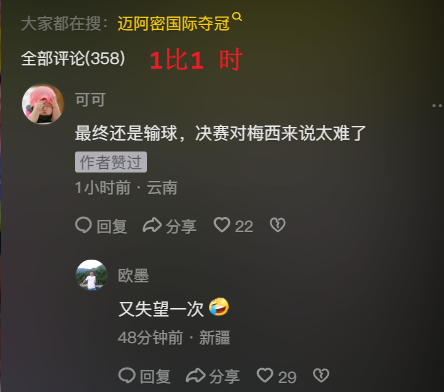 大家都在搜：迈阿密国际夺冠
全部评论(358) 1比1 时
可可
最终还是输球，决赛对梅西来说太难了
作者赞过
1小时前 · 云南
回复 分享 22
欧墨
又失望一次🤣
48分钟前 · 新疆
回复 分享 29